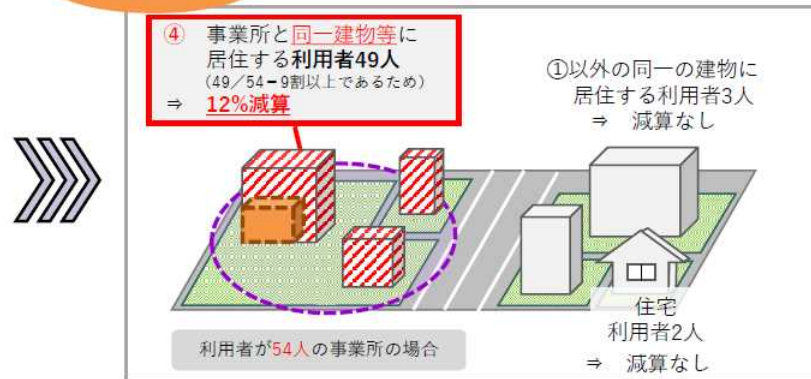 ④ 事業所と同一建物等に
居住する利用者49人
(49/54=9割以上であるため)
⇒ 12%減算
①以外の同一の建物に
居住する利用者3人
⇒ 減算なし
住宅
利用者2人
⇒ 減算なし
利用者が54人の事業所の場合